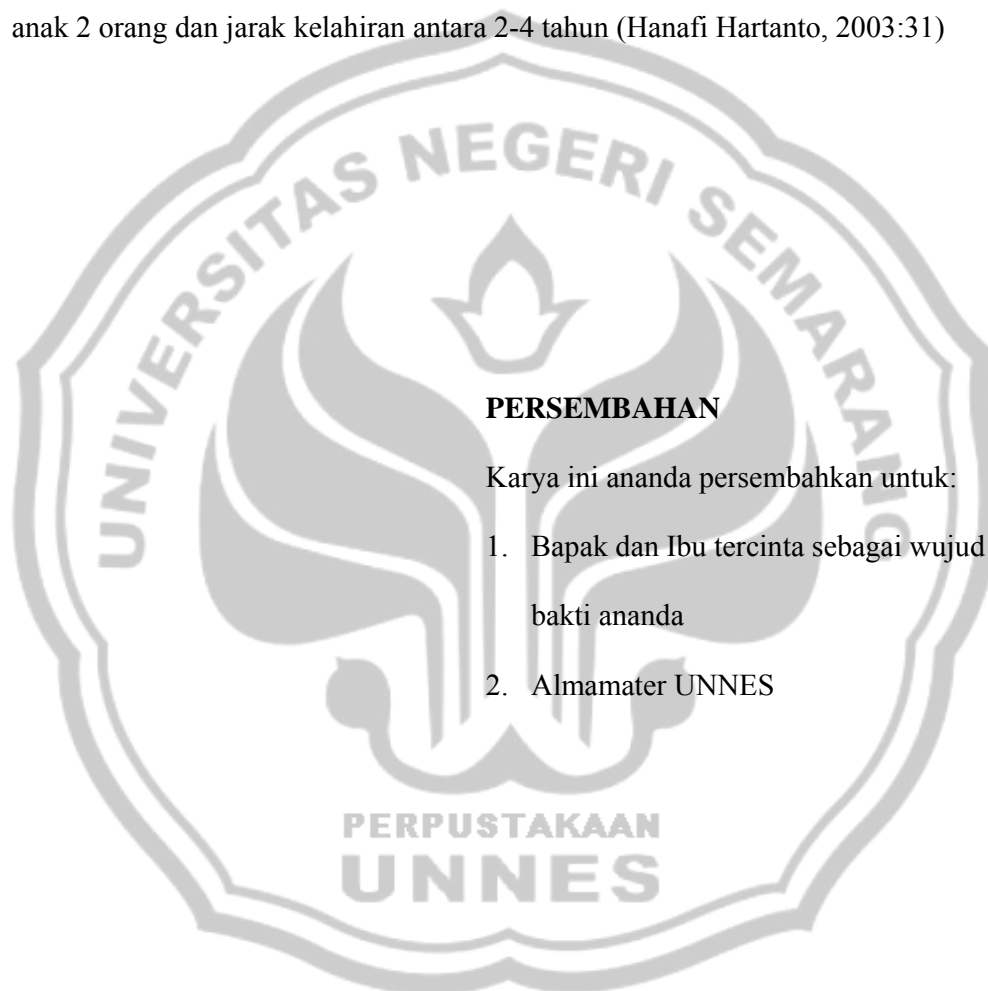 anak 2 orang dan jarak kelahiran antara 2-4 tahun (Hanafi Hartanto, 2003:31)
UNIVERSITAS NEGERI SEMARANG
PERSEMBAHAN
Karya ini ananda persembahkan untuk:
1. Bapak dan Ibu tercinta sebagai wujud
bakti ananda
2. Almamater UNNES
PERPUSTAKAAN
UNNES